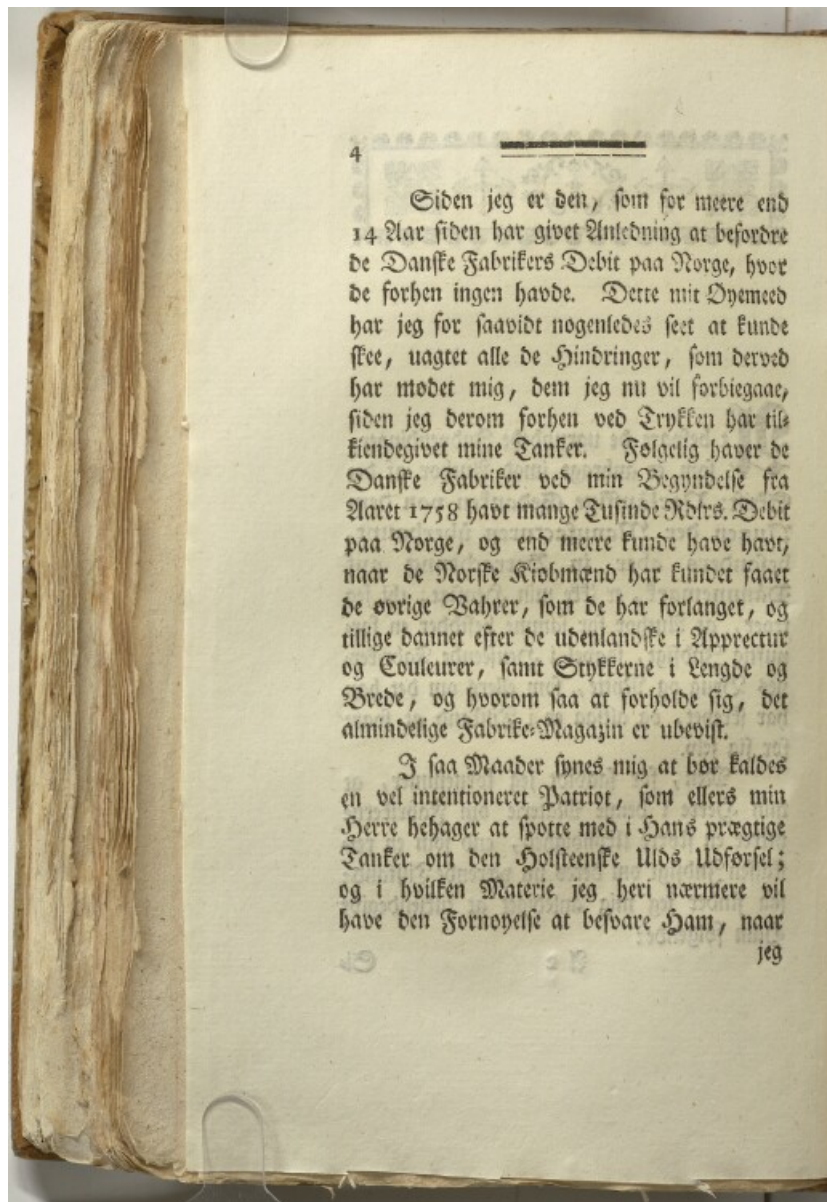 4
Siden jeg er den, som for meere end
14 Aar siden har givet Anledning at befordre
de Danske Fabrikers Debit paa Norge, hvor
de forhen ingen havde. Dette mit Øyemeed
har jeg for saavidt nogenledes seet at kunde
skee, uagtet alle de Hindringer, som derved
har mødet mig, dem jeg nu vil forbiegaae,
siden jeg derom forhen ved Trykken har til-
kiendegivet mine Tanker. Følgelig haver de
Danske Fabriker ved min Begyndelse fra
Aaret 1758 havt mange Tusinde Rdlrs. Debit
paa Norge, og end meere kunde have havt,
naar de Norske Kiøbmænd har kundet faaet
de øvrige Vahrer, som de har forlanget, og
tillige dannet efter de udenlandske i Apprectur
og Couleurer, samt Stykkerne i Lengde og
Brede, og hvorom saa at forholde sig, det
almindelige Fabrike-Magazin er ubevist.
I saa Maader synes mig at bør kaldes
en vel intentioneret Patriot, som ellers min
Herre behager at spotte med i Hans prægtige
Tanker om den Holsteenske Ulds Udførsel;
og i hvilken Materie jeg heri nærmere vil
have den Fornøyelse at besvare Ham, naar
jeg